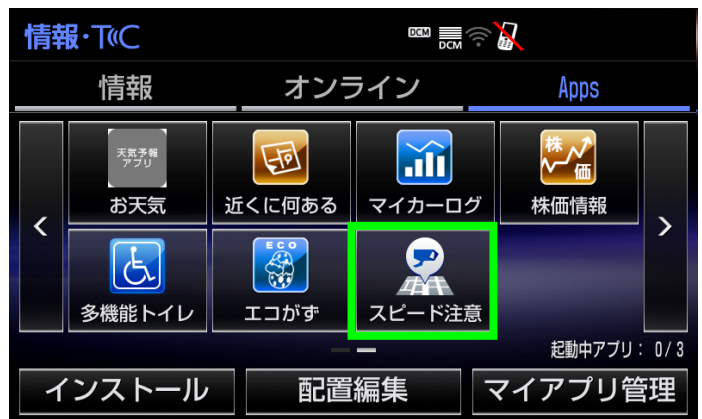 情報・T(((C
DCM
DCM
情報
オンライン
Apps
天気予報
アプリ
お天気
近くに何ある
マイカーログ
株
価
株価情報
<
>
多機能トイレ
ECO
エコがず
スピード注意
起動中アプリ： 0/3
インストール
配置編集
マイアプリ管理